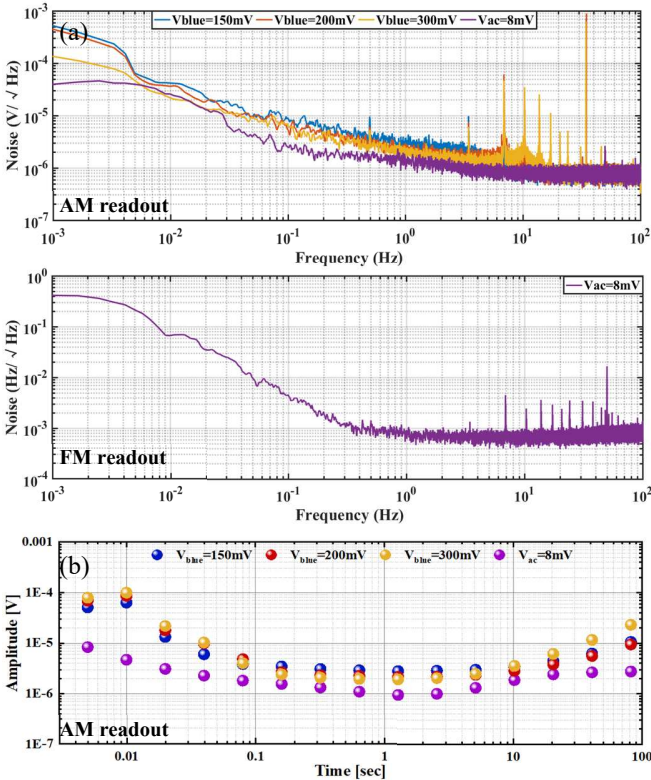 (a)
Vblue=150mV Vblue=200mV Vblue=300mV Vac=8mV
10^-3
10^-4
10^-5
10^-6
10^-7
Noise (V/ √ Hz)
AM readout
10^-3 10^-2 10^-1 10^0 10^1 10^2
Frequency (Hz)
Vac=8mV
10^0
10^-1
10^-2
10^-3
10^-4
Noise (Hz/ √ Hz)
FM readout
10^-3 10^-2 10^-1 10^0 10^1 10^2
Frequency (Hz)
(b)
V_blue=150mV V_blue=200mV V_blue=300mV V_ac=8mV
0.001
1E-4
1E-5
1E-6
1E-7
Amplitude [V]
AM readout
0.01 0.1 1 10 100
Time [sec]